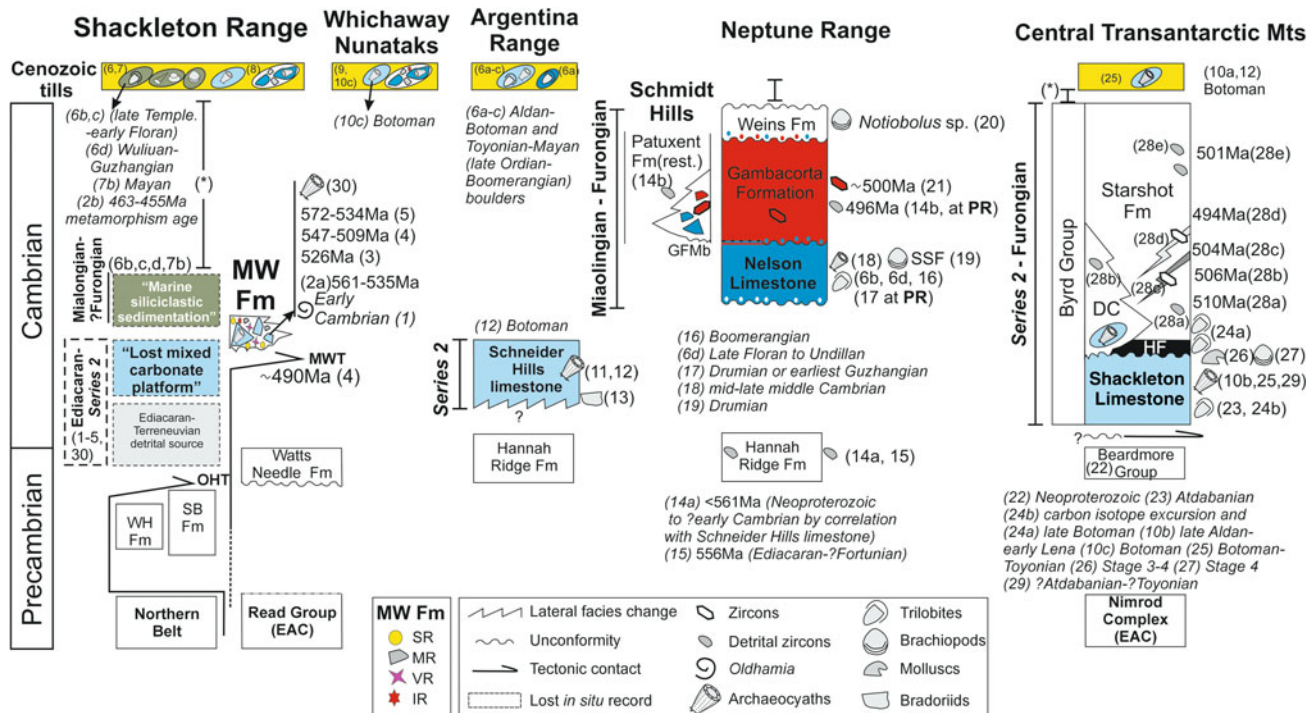 Shackleton Range
Whichaway
Nunataks
Argentina
Range
Neptune Range
Central Transantarctic Mts
Cenozoic
tills
(6,7)
(8)
(9,
10c)
(6a-c)
(6a)
(25)
(10a,12)
Botoman
(6b,c) (late Temple.
-early Floran)
(6d) Wuliuan-
Guzhangian
(7b) Mayan
(2b) 463-455Ma
metamorphism age
(*)
(10c) Botoman
(6a-c) Aldan-
Botoman and
Toyonian-Mayan
(late Ordian-
Boomerangian)
boulders
Schmidt
Hills
Patuxent
Fm(rest.)
(14b)
GFMb
Miaolingian - Furongian
Weins Fm
Notiobolus sp. (20)
Gambacorta
Formation
~500Ma (21)
496Ma (14b, at PR)
Nelson
Limestone
(18)
SSF (19)
(6b, 6d, 16)
(17 at PR)
(*)
Series 2 - Furongian
Byrd Group
(28e)
501Ma(28e)
Starshot
Fm
494Ma(28d)
(28d)
504Ma(28c)
(28b)
(28c)
506Ma(28b)
510Ma(28a)
DC
(28a)
(24a)
HF
(26)
(27)
Shackleton
Limestone
(10b,25,29)
(23, 24b)
?
Beardmore
(22) Group
(22) Neoproterozoic (23) Atdabanian
(24b) carbon isotope excursion and
(24a) late Botoman (10b) late Aldan-
early Lena (10c) Botoman (25) Botoman-
Toyonian (26) Stage 3-4 (27) Stage 4
(29) ?Atdabanian-?Toyonian
Nimrod
Complex
(EAC)
Cambrian
Precambrian
Mialongian-
?Furongian
(6b,c,d,7b)
"Marine
siliciclastic
sedimentation"
MW
Fm
(30)
572-534Ma (5)
547-509Ma (4)
526Ma (3)
(2a)561-535Ma
Early
Cambrian (1)
Ediacaran-
Series 2
(1-5,
30)
"Lost mixed
carbonate
platform"
MWT
~490Ma (4)
Ediacaran-
Terreneuvian
detrital source
Watts
Needle Fm
OHT
WH
Fm
SB
Fm
Northern
Belt
Read Group
(EAC)
(12) Botoman
Series 2
Schneider
Hills
limestone
(11,12)
(13)
?
Hannah
Ridge Fm
(16) Boomerangian
(6d) Late Floran to Undillan
(17) Drumian or earliest Guzhangian
(18) mid-late middle Cambrian
(19) Drumian
Hannah
Ridge Fm
(14a, 15)
(14a) <561Ma (Neoproterozoic
to ?early Cambrian by correlation
with Schneider Hills limestone)
(15) 556Ma (Ediacaran-?Fortunian)
MW Fm
SR
MR
VR
IR
Lateral facies change
Unconformity
Tectonic contact
Lost in situ record
Zircons
Detrital zircons
Oldhamia
Archaeocyaths
Trilobites
Brachiopods
Molluscs
Bradoriids